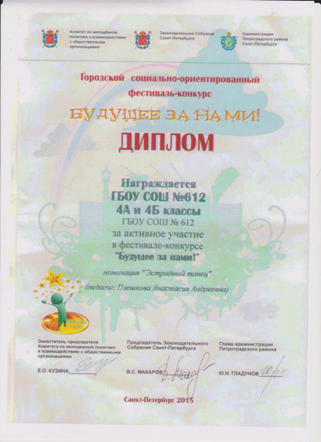 Комитет по молодёжной
политике и взаимодействию
с общественными
организациями
Законодательное Собрание
Санкт-Петербурга
Администрация
Петроградского района
Санкт-Петербурга
Городской социально-ориентированный
фестиваль-конкурс
БУДУЩЕЕ ЗА НАМИ!
ДИПЛОМ
Награждается
ГБОУ СОШ №612
4А и 4Б классы
ГБОУ СОШ № 612
за активное участие
в фестивале-конкурсе
"Будущее за нами!"
номинация "Эстрадный танец"
(педагог: Плешкова Анастасия Андреевна)
Заместитель председателя
Комитета по молодежной политике
и взаимодействию с общественными
организациями
Е.О. КУЗИНА
Председатель Законодательного
Собрания Санкт-Петербурга
В.С. МАКАРОВ
Глава администрации
Петроградского района
Ю.Н. ГЛАДУНОВ
Санкт-Петербург 2015